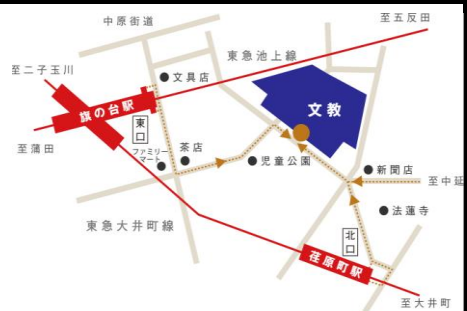 中原街道
至五反田
東急池上線
至二子玉川
文具店
文教
旗の台駅
東口
至蒲田
ファミリー
マート
茶店
児童公園
新聞店
至中延
法蓮寺
東急大井町線
北口
荏原町駅
至大井町